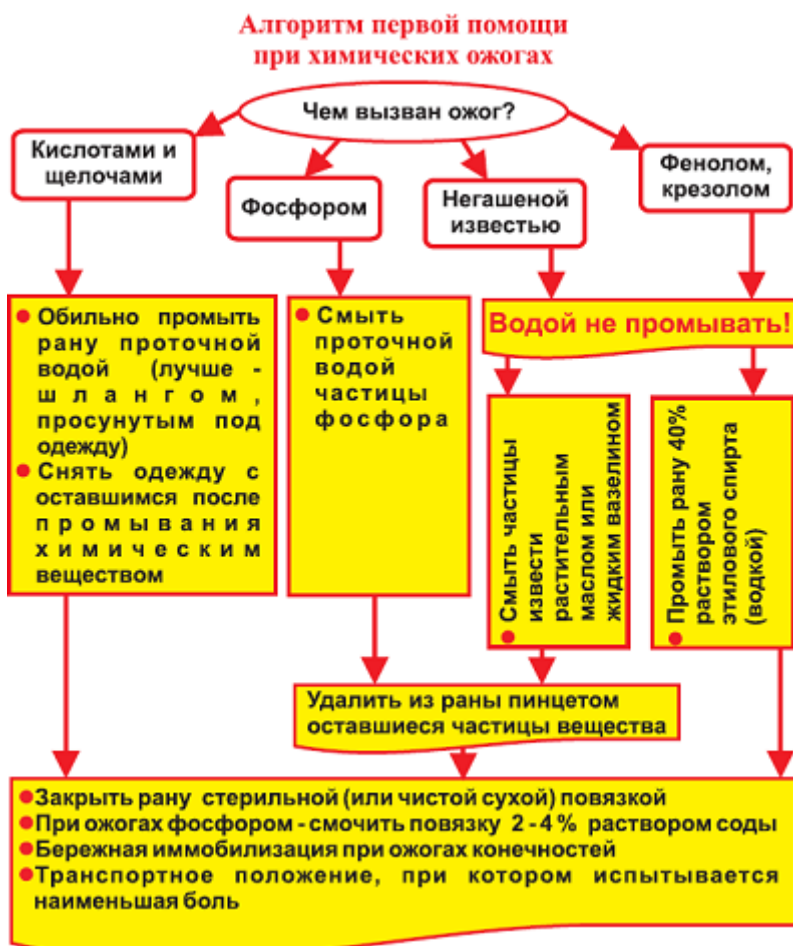 Алгоритм первой помощи
при химических ожогах
Чем вызван ожог?
Кислотами и
щелочами
Фосфором
Негашеной
известью
Фенолом,
крезолом
Обильно промыть
рану проточной
водой (лучше -
шлангом,
просунутым под
одежду)
Снять одежду с
оставшимся после
промывания
химическим
веществом
Смыть
проточной
водой
частицы
фосфора
Водой не промывать!
Смыть частицы
извести
растительным
маслом или
жидким вазелином
Промыть рану 40%
раствором
этилового спирта
(водкой)
Удалить из раны пинцетом
оставшиеся частицы вещества
Закрыть рану стерильной (или чистой сухой) повязкой
При ожогах фосфором - смочить повязку 2 - 4 % раствором соды
Бережная иммобилизация при ожогах конечностей
Транспортное положение, при котором испытывается
наименьшая боль